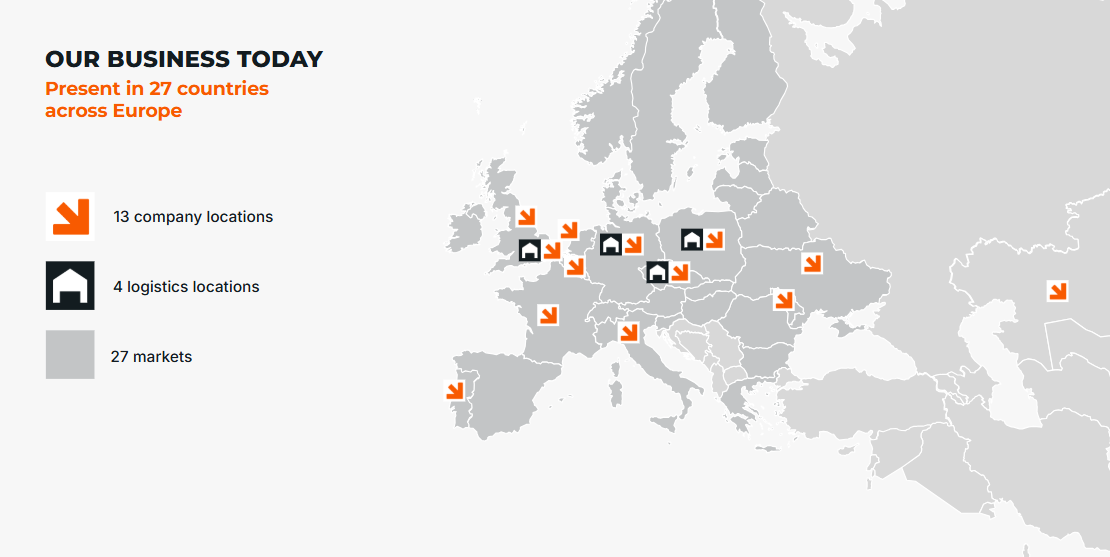 OUR BUSINESS TODAY
Present in 27 countries
across Europe
13 company locations
4 logistics locations
27 markets